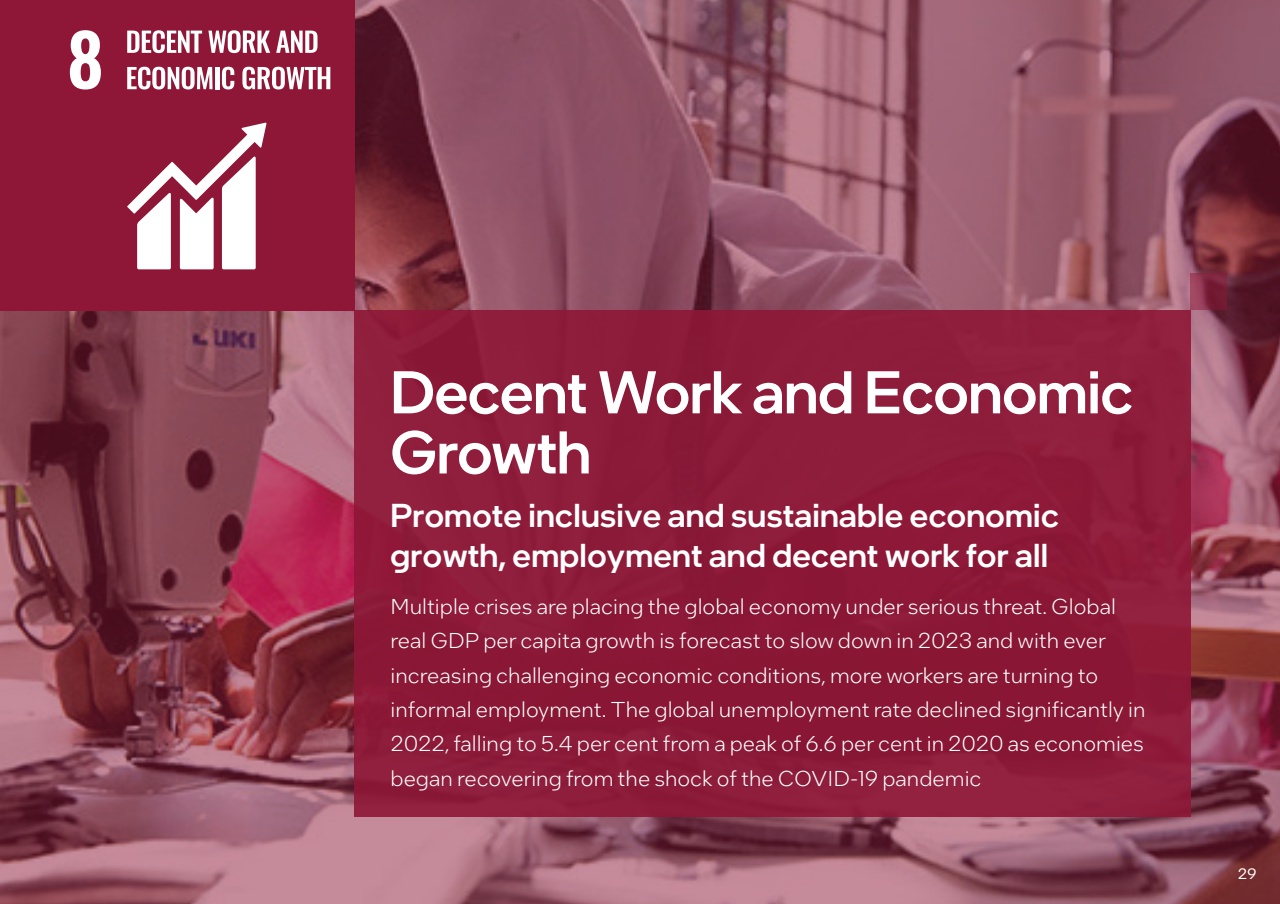 8 DECENT WORK AND
ECONOMIC GROWTH
Decent Work and Economic
Growth
Promote inclusive and sustainable economic
growth, employment and decent work for all
Multiple crises are placing the global economy under serious threat. Global
real GDP per capita growth is forecast to slow down in 2023 and with ever
increasing challenging economic conditions, more workers are turning to
informal employment. The global unemployment rate declined significantly in
2022, falling to 5.4 per cent from a peak of 6.6 per cent in 2020 as economies
began recovering from the shock of the COVID-19 pandemic
29